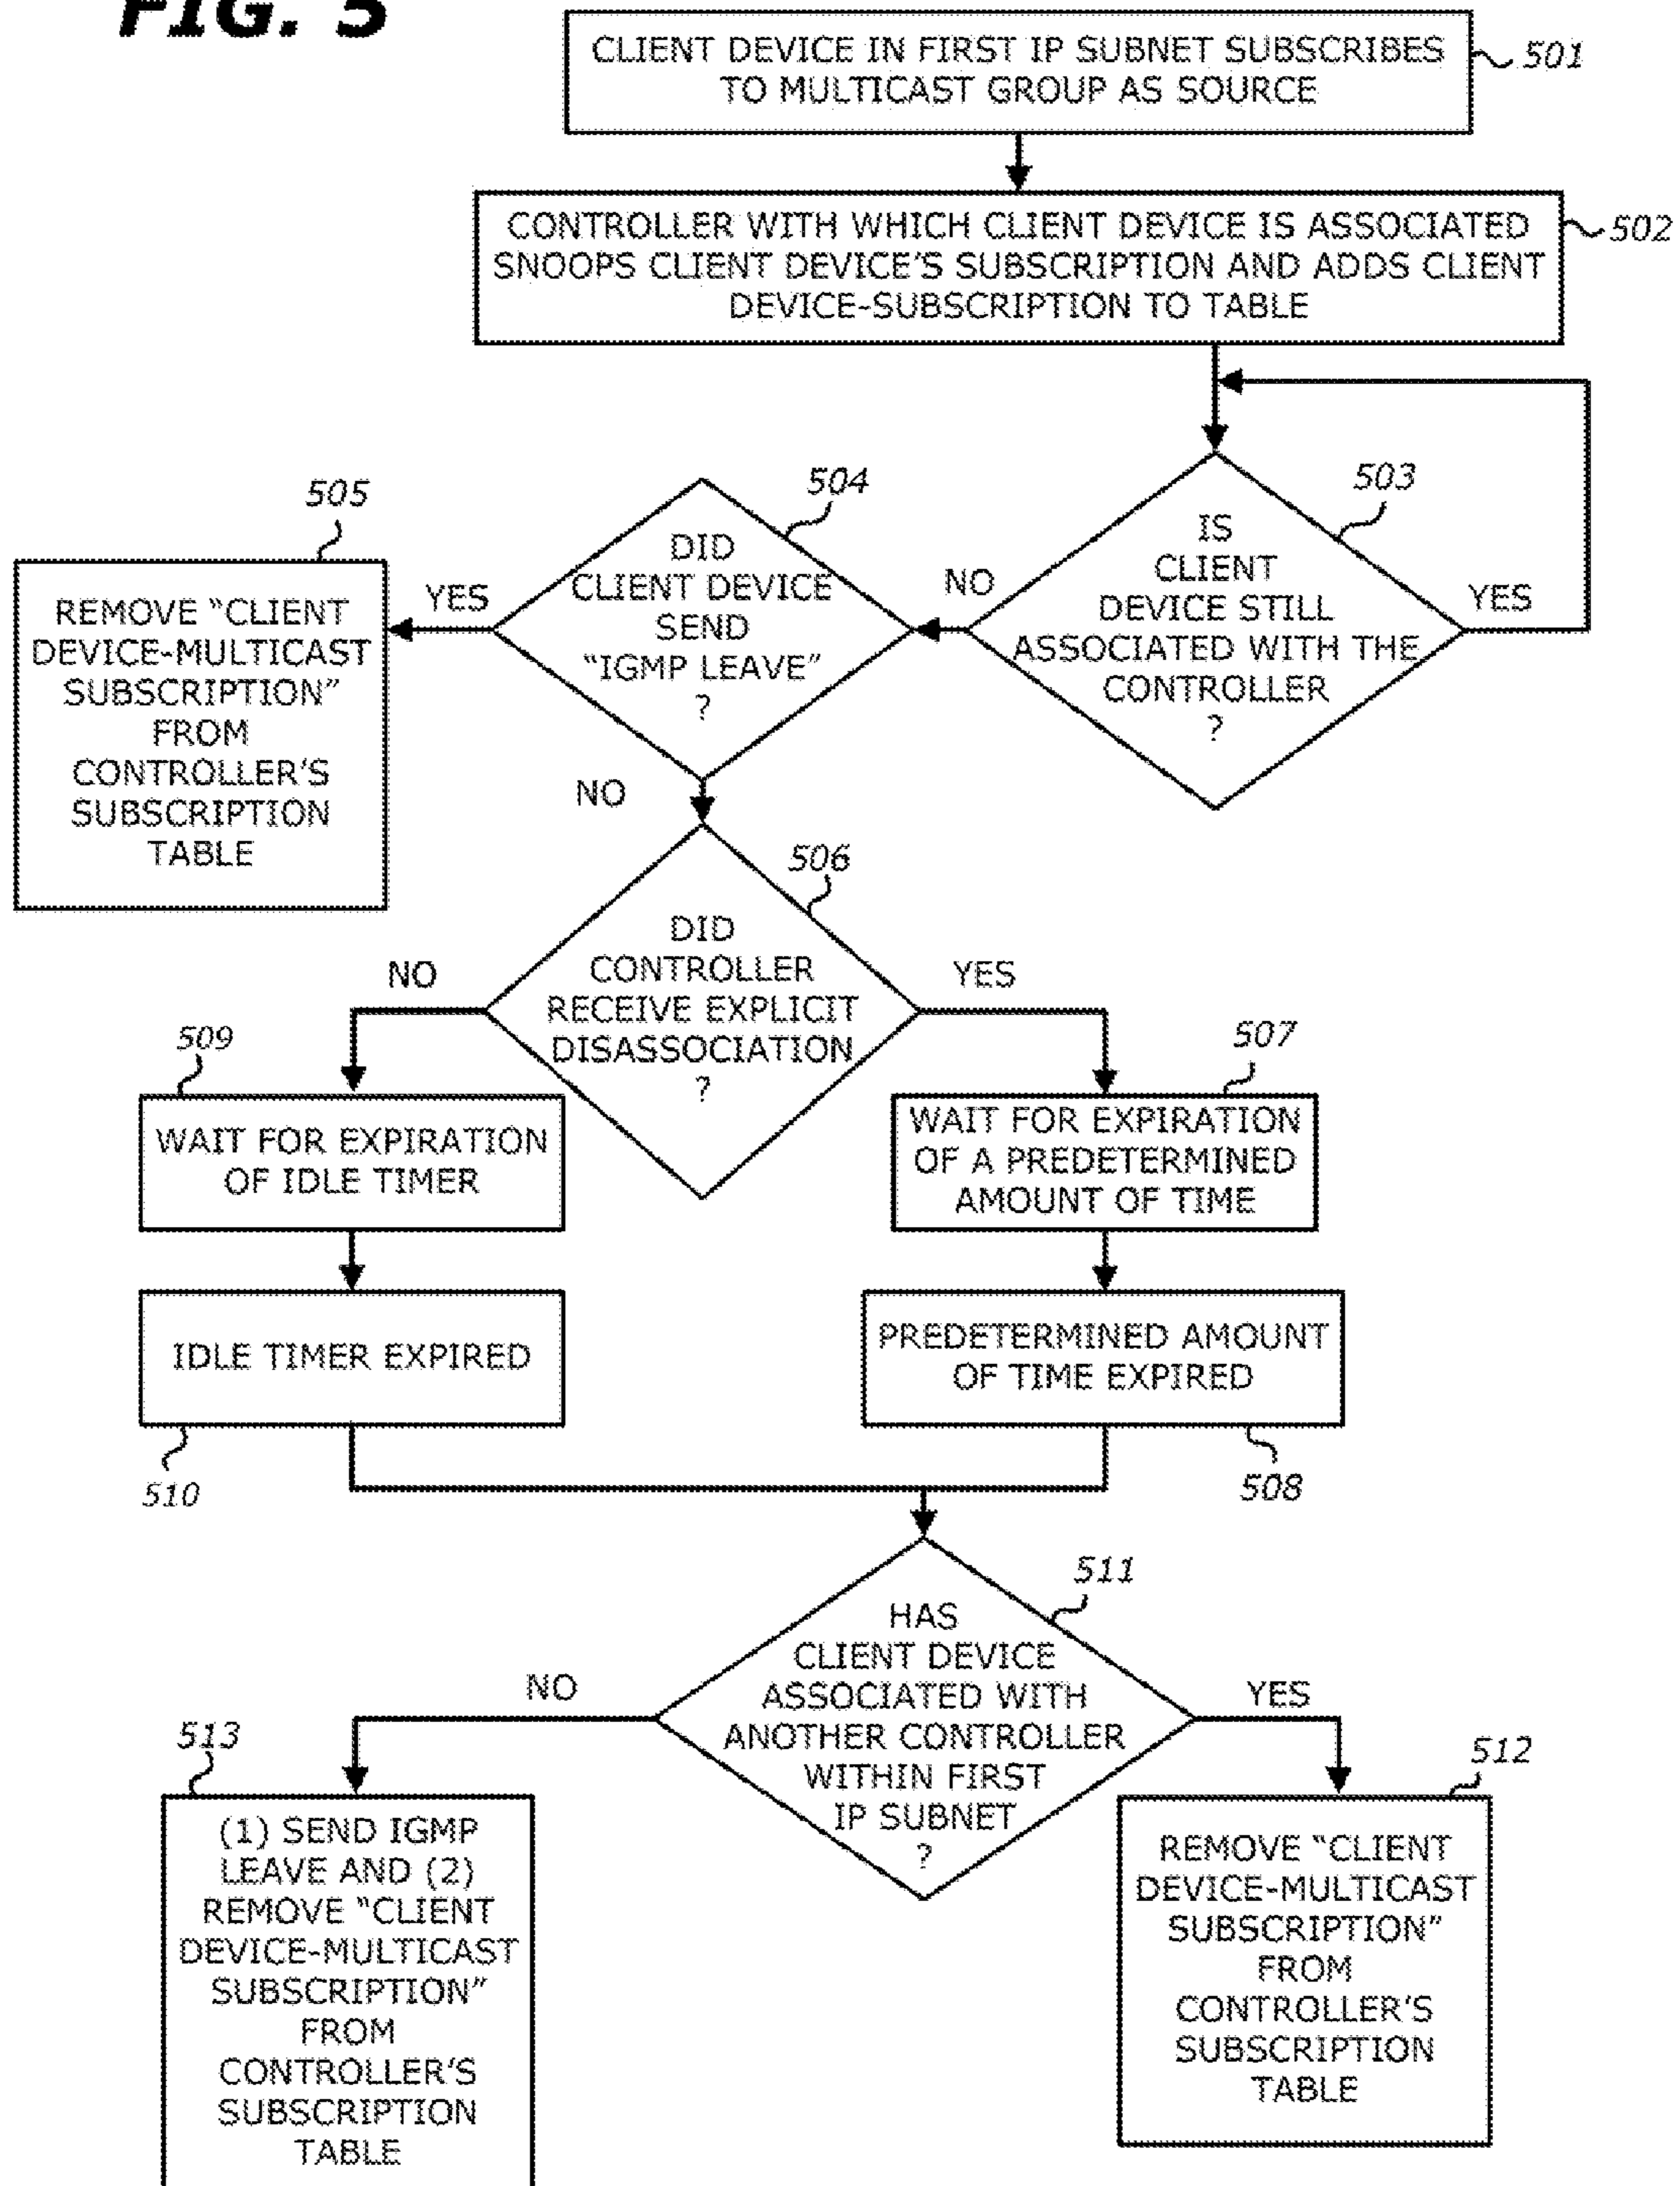 FIG. 5
CLIENT DEVICE IN FIRST IP SUBNET SUBSCRIBES
TO MULTICAST GROUP AS SOURCE
501
CONTROLLER WITH WHICH CLIENT DEVICE IS ASSOCIATED
SNOOPS CLIENT DEVICE'S SUBSCRIPTION AND ADDS CLIENT
DEVICE-SUBSCRIPTION TO TABLE
502
503
IS
CLIENT
DEVICE STILL
ASSOCIATED WITH THE
CONTROLLER
?
YES
NO
504
DID
CLIENT DEVICE
SEND
"IGMP LEAVE"
?
YES
NO
505
REMOVE "CLIENT
DEVICE-MULTICAST
SUBSCRIPTION"
FROM
CONTROLLER'S
SUBSCRIPTION
TABLE
506
DID
CONTROLLER
RECEIVE EXPLICIT
DISASSOCIATION
?
NO
YES
509
WAIT FOR EXPIRATION
OF IDLE TIMER
507
WAIT FOR EXPIRATION
OF A PREDETERMINED
AMOUNT OF TIME
IDLE TIMER EXPIRED
510
PREDETERMINED AMOUNT
OF TIME EXPIRED
508
511
HAS
CLIENT DEVICE
ASSOCIATED WITH
ANOTHER CONTROLLER
WITHIN FIRST
IP SUBNET
?
NO
YES
513
(1) SEND IGMP
LEAVE AND (2)
REMOVE "CLIENT
DEVICE-MULTICAST
SUBSCRIPTION"
FROM
CONTROLLER'S
SUBSCRIPTION
TABLE
512
REMOVE "CLIENT
DEVICE-MULTICAST
SUBSCRIPTION"
FROM
CONTROLLER'S
SUBSCRIPTION
TABLE